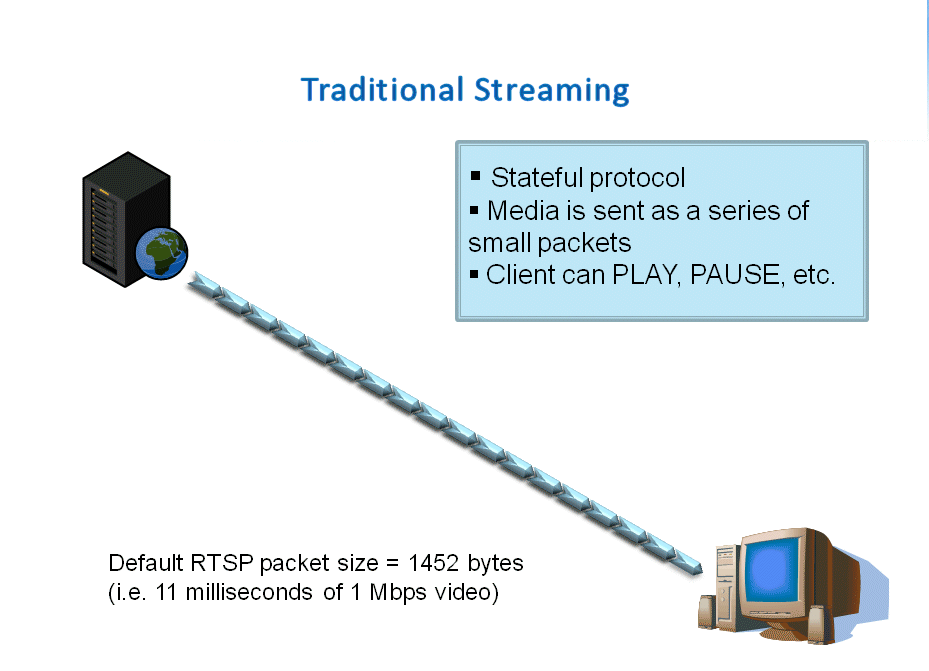 Traditional Streaming
▪ Stateful protocol
▪ Media is sent as a series of
small packets
▪ Client can PLAY, PAUSE, etc.
Default RTSP packet size = 1452 bytes
(i.e. 11 milliseconds of 1 Mbps video)